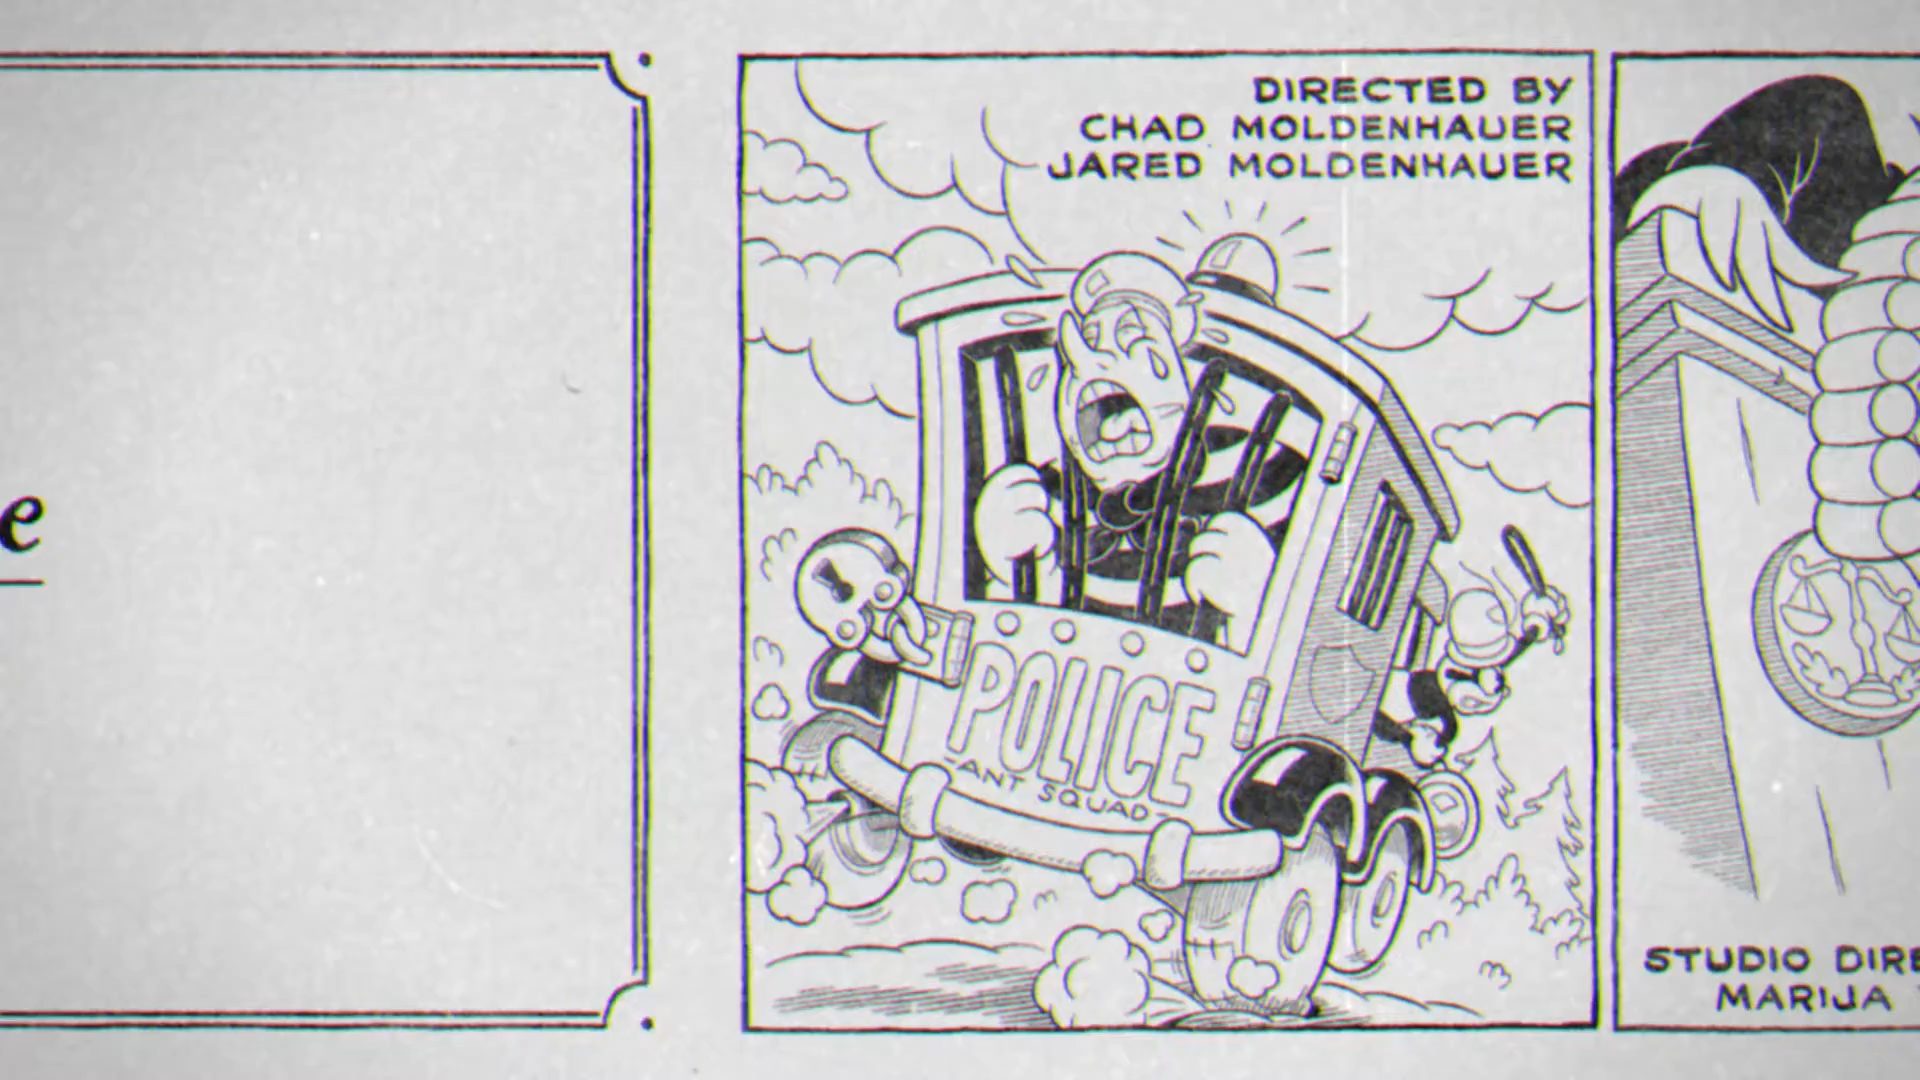 e
DIRECTED BY
CHAD MOLDENHAUER
JARED MOLDENHAUER
POLICE
-ANT SQUAD-
STUDIO DIRE
MARIJA